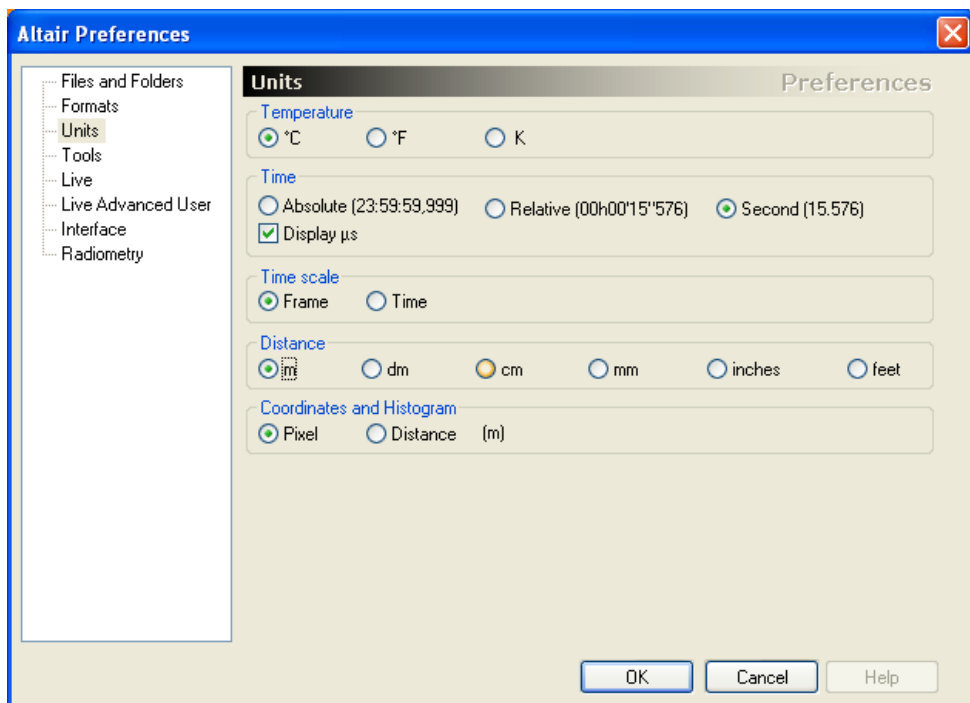 Altair Preferences
Files and Folders
Formats
Units
Tools
Live
Live Advanced User
Interface
Radiometry
Units Preferences
Temperature
°C °F K
Time
Absolute (23:59:59,999) Relative (00h00'15"576) Second (15.576)
Display µs
Time scale
Frame Time
Distance
m dm cm mm inches feet
Coordinates and Histogram
Pixel Distance (m)
OK Cancel Help